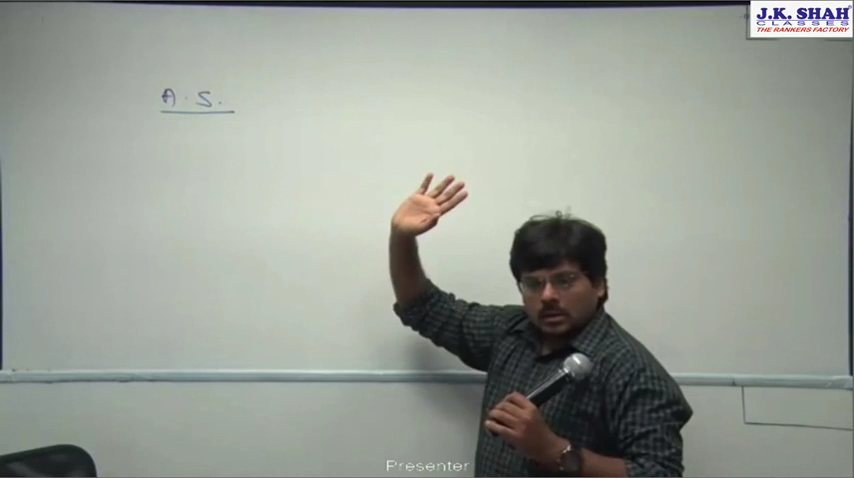 J.K. SHAH
CLASSES
THE RANKERS FACTORY
A.S.
Presenter